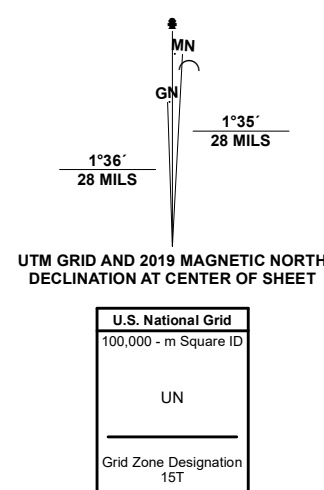 MN
GN
1°35´
28 MILS
1°36´
28 MILS
UTM GRID AND 2019 MAGNETIC NORTH
DECLINATION AT CENTER OF SHEET
U.S. National Grid
100,000 - m Square ID
UN
Grid Zone Designation
15T